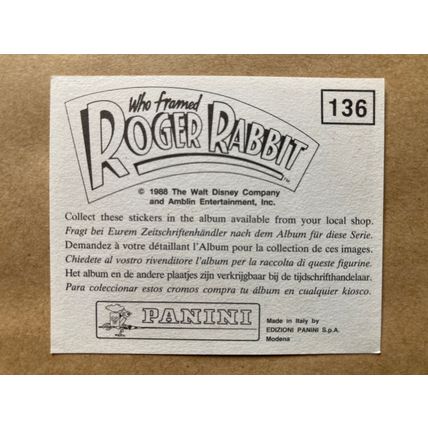 136
Who Framed
ROGER RABBIT
TM
© 1988 The Walt Disney Company
and Amblin Entertainment, Inc.
Collect these stickers in the album available from your local shop.
Fragt bei Eurem Zeitschriftenhändler nach dem Album für diese Serie.
Demandez à votre détaillant l'Album pour la collection de ces images.
Chiedete al vostro rivenditore l'album per la raccolta di queste figurine.
Het album en de andere plaatjes zijn verkrijgbaar bij de tijdschrifthandelaar.
Para coleccionar estos cromos compra tu álbum en cualquier kiosco.
PANINI
Made in Italy by
EDIZIONI PANINI S.p.A.
Modena